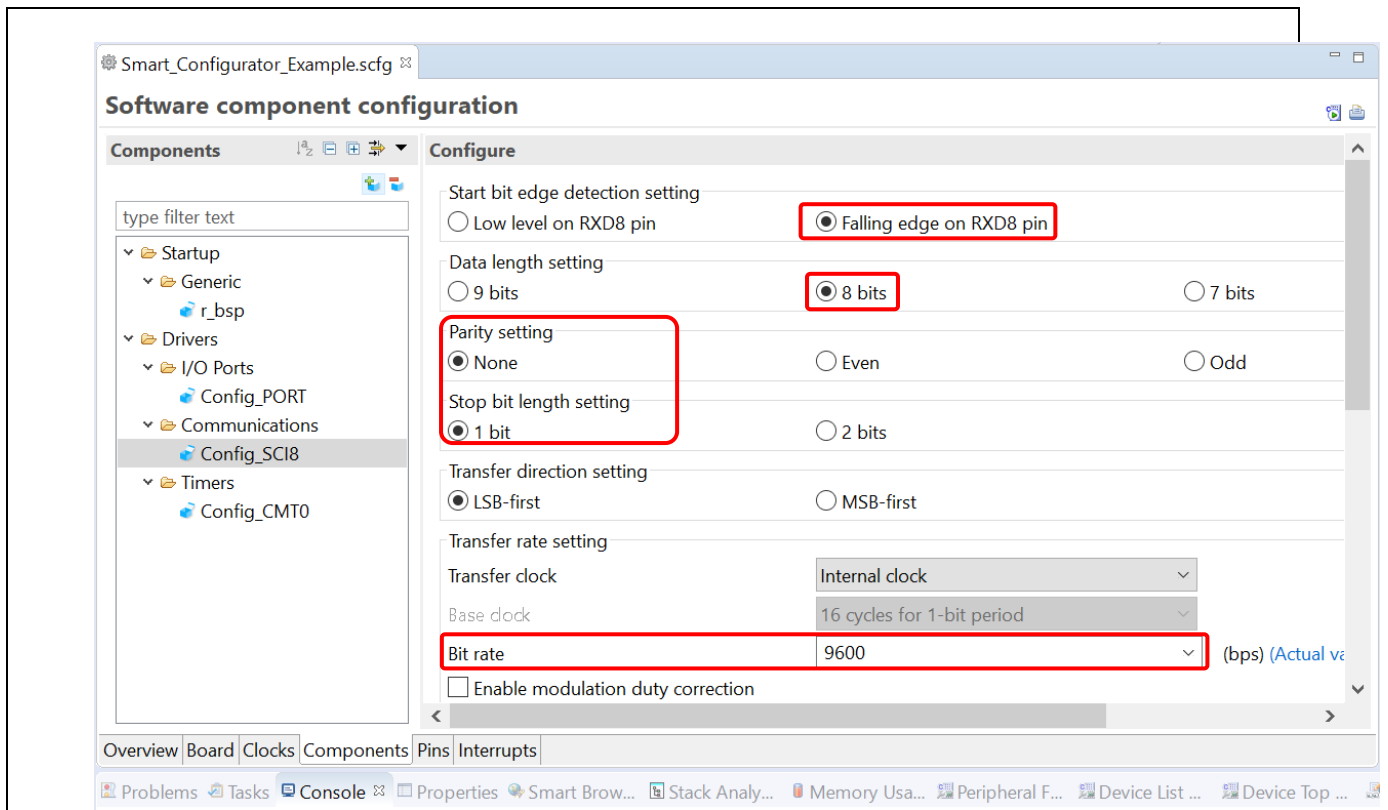 Smart_Configurator_Example.scfg
Software component configuration
Components
type filter text
Startup
Generic
r_bsp
Drivers
I/O Ports
Config_PORT
Communications
Config_SCI8
Timers
Config_CMT0
Configure
Start bit edge detection setting
Low level on RXD8 pin Falling edge on RXD8 pin
Data length setting
9 bits 8 bits 7 bits
Parity setting
None Even Odd
Stop bit length setting
1 bit 2 bits
Transfer direction setting
LSB-first MSB-first
Transfer rate setting
Transfer clock Internal clock
Base clock 16 cycles for 1-bit period
Bit rate 9600 (bps) (Actual va
Enable modulation duty correction
Overview Board Clocks Components Pins Interrupts
Problems Tasks Console Properties Smart Brow... Stack Analy... Memory Usa... Peripheral F... Device List ... Device Top ...